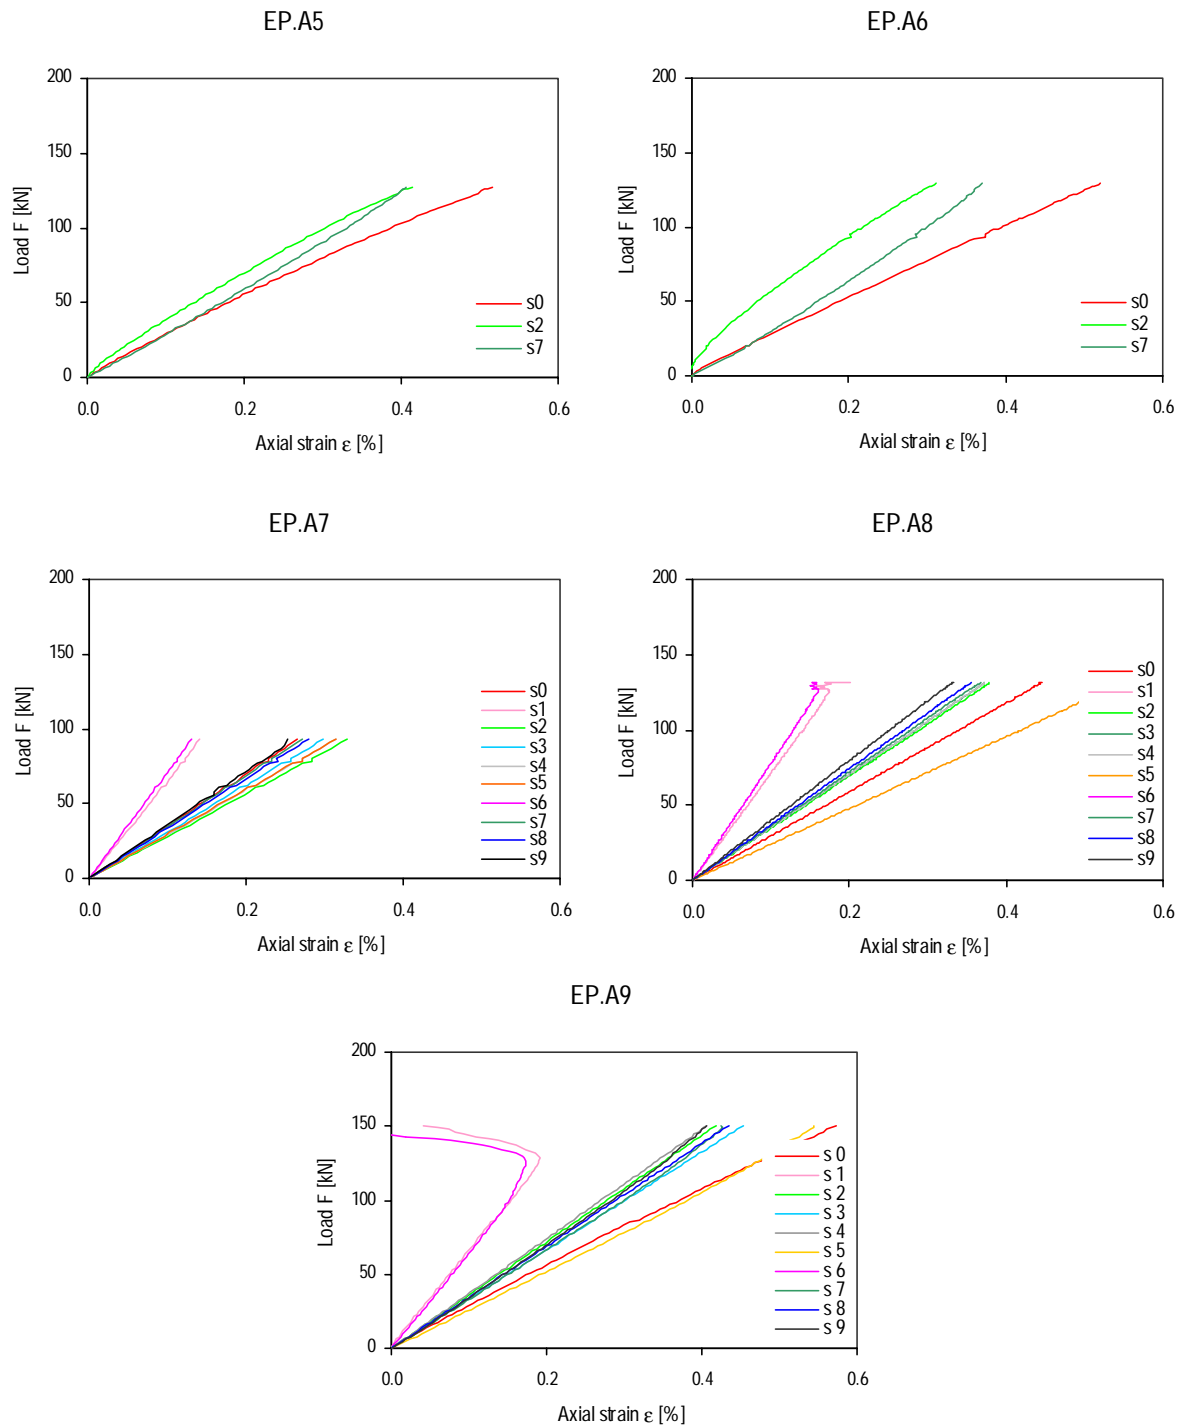 EP.A5
200
150
100
50
0
Load F [kN]
s0
s2
s7
0.0 0.2 0.4 0.6
Axial strain ε [%]
EP.A6
200
150
100
50
0
Load F [kN]
s0
s2
s7
0.0 0.2 0.4 0.6
Axial strain ε [%]
EP.A7
200
150
100
50
0
Load F [kN]
s0
s1
s2
s3
s4
s5
s6
s7
s8
s9
0.0 0.2 0.4 0.6
Axial strain ε [%]
EP.A8
200
150
100
50
0
Load F [kN]
s0
s1
s2
s3
s4
s5
s6
s7
s8
s9
0.0 0.2 0.4 0.6
Axial strain ε [%]
EP.A9
200
150
100
50
0
Load F [kN]
s 0
s 1
s 2
s 3
s 4
s 5
s 6
s 7
s 8
s 9
0.0 0.2 0.4 0.6
Axial strain ε [%]